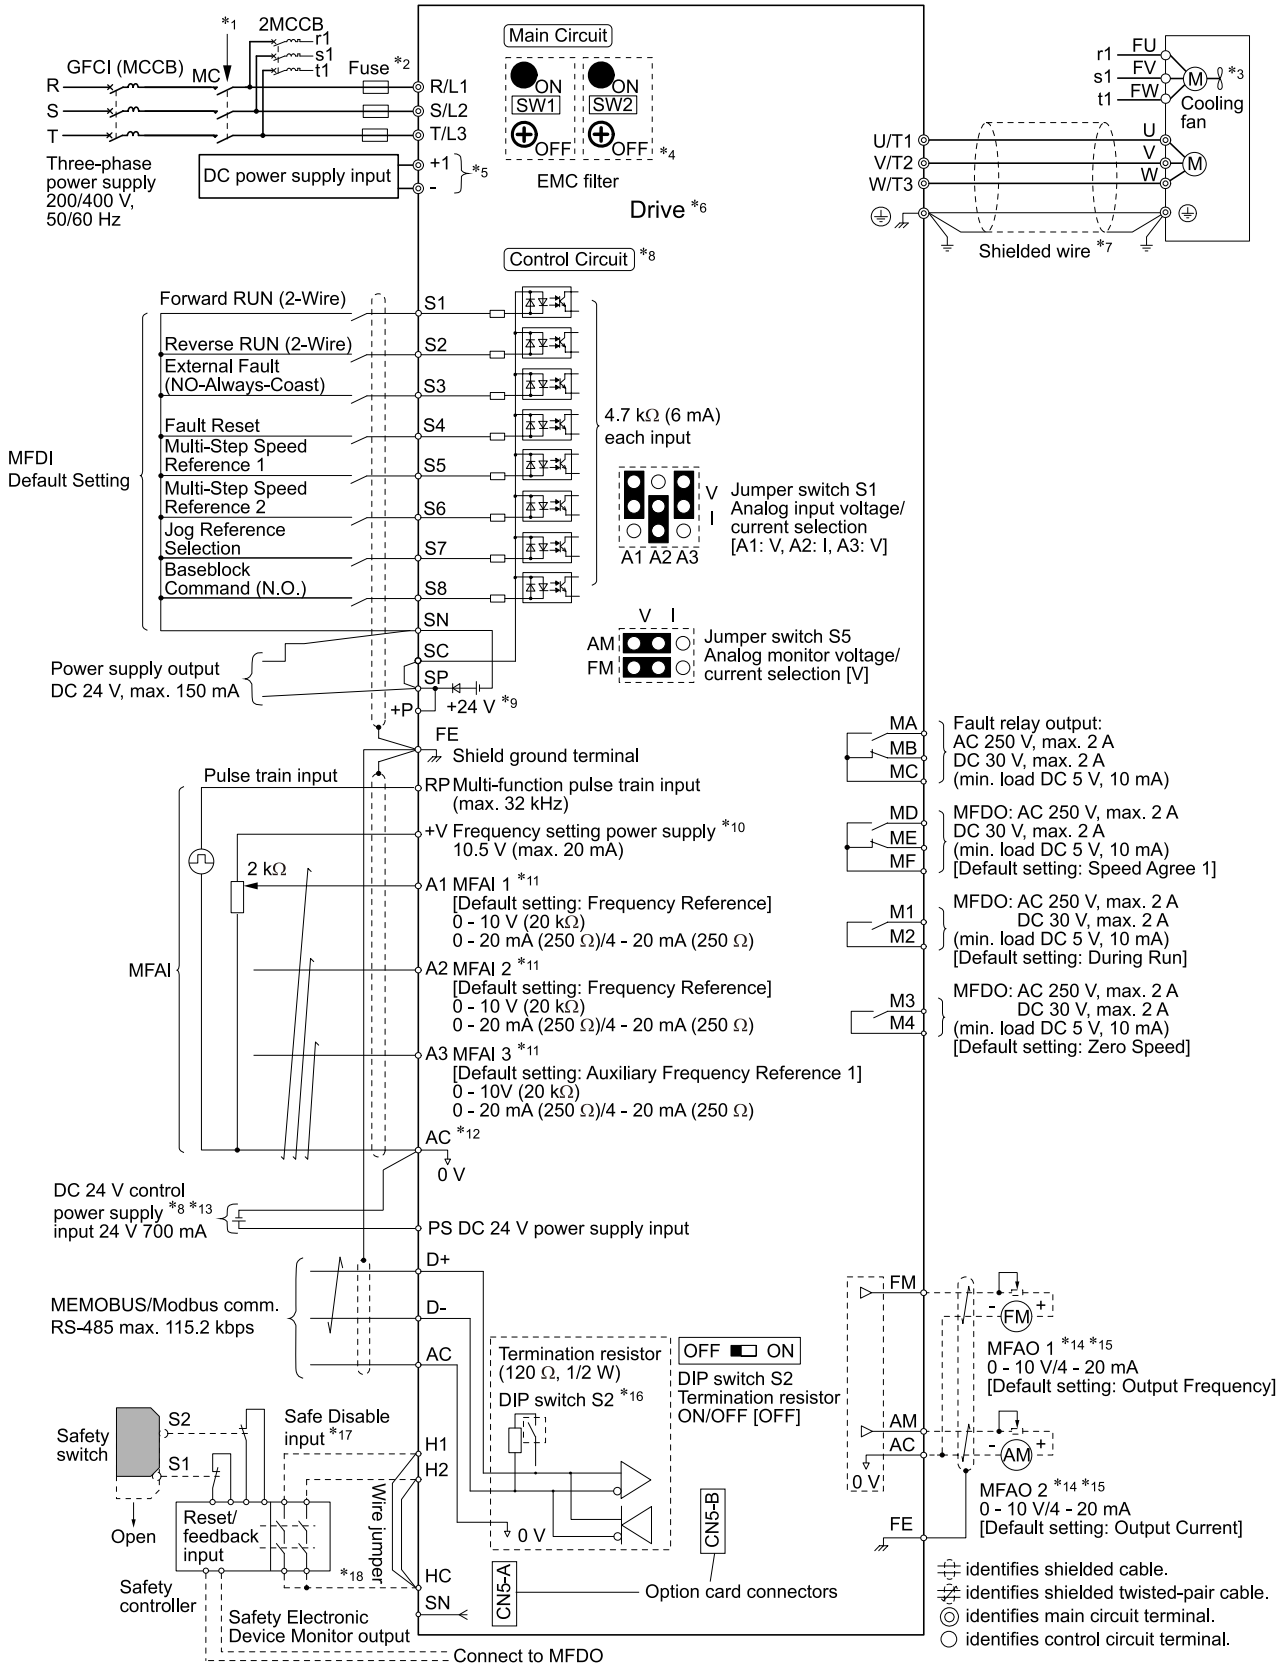 *1
2MCCB
r1
s1
t1
GFCI (MCCB)
MC
Fuse *2
R
S
T
R/L1
S/L2
T/L3
Three-phase
power supply
200/400 V,
50/60 Hz
DC power supply input
+1
-
*5
Main Circuit
ON
SW1
OFF
ON
SW2
OFF
*4
EMC filter
Drive *6
r1
s1
t1
FU
FV
FW
M
*3
Cooling
fan
U/T1
V/T2
W/T3
U
V
W
M
Shielded wire *7
Control Circuit *8
MFDI
Default Setting
Forward RUN (2-Wire)
S1
Reverse RUN (2-Wire)
S2
External Fault
(NO-Always-Coast)
S3
Fault Reset
S4
Multi-Step Speed
Reference 1
S5
Multi-Step Speed
Reference 2
S6
Jog Reference
Selection
S7
Baseblock
Command (N.O.)
S8
SN
SC
SP
+P
+24 V *9
4.7 kΩ (6 mA)
each input
V
I
A1 A2 A3
Jumper switch S1
Analog input voltage/
current selection
[A1: V, A2: I, A3: V]
V I
AM
FM
Jumper switch S5
Analog monitor voltage/
current selection [V]
Power supply output
DC 24 V, max. 150 mA
FE
Shield ground terminal
MFAI
Pulse train input
RP Multi-function pulse train input
(max. 32 kHz)
+V Frequency setting power supply *10
10.5 V (max. 20 mA)
2 kΩ
A1 MFAI 1 *11
[Default setting: Frequency Reference]
0 - 10 V (20 kΩ)
0 - 20 mA (250 Ω)/4 - 20 mA (250 Ω)
A2 MFAI 2 *11
[Default setting: Frequency Reference]
0 - 10 V (20 kΩ)
0 - 20 mA (250 Ω)/4 - 20 mA (250 Ω)
A3 MFAI 3 *11
[Default setting: Auxiliary Frequency Reference 1]
0 - 10V (20 kΩ)
0 - 20 mA (250 Ω)/4 - 20 mA (250 Ω)
AC *12
0 V
MA
MB
MC
Fault relay output:
AC 250 V, max. 2 A
DC 30 V, max. 2 A
(min. load DC 5 V, 10 mA)
MD
ME
MF
MFDO: AC 250 V, max. 2 A
DC 30 V, max. 2 A
(min. load DC 5 V, 10 mA)
[Default setting: Speed Agree 1]
M1
M2
MFDO: AC 250 V, max. 2 A
DC 30 V, max. 2 A
(min. load DC 5 V, 10 mA)
[Default setting: During Run]
M3
M4
MFDO: AC 250 V, max. 2 A
DC 30 V, max. 2 A
(min. load DC 5 V, 10 mA)
[Default setting: Zero Speed]
DC 24 V control
power supply *8 *13
input 24 V 700 mA
PS DC 24 V power supply input
MEMOBUS/Modbus comm.
RS-485 max. 115.2 kbps
D+
D-
AC
Termination resistor
(120 Ω, 1/2 W)
DIP switch S2 *16
0 V
OFF ON
DIP switch S2
Termination resistor
ON/OFF [OFF]
FM
- FM +
MFAO 1 *14 *15
0 - 10 V/4 - 20 mA
[Default setting: Output Frequency]
AM
AC
0 V
- AM +
MFAO 2 *14 *15
0 - 10 V/4 - 20 mA
[Default setting: Output Current]
FE
Safety
switch
S2
S1
Open
Safe Disable
input *17
Reset/
feedback
input
*18
Safety
controller
Wire jumper
H1
H2
HC
SN
Safety Electronic
Device Monitor output
Connect to MFDO
CN5-A
CN5-B
Option card connectors
identifies shielded cable.
identifies shielded twisted-pair cable.
identifies main circuit terminal.
identifies control circuit terminal.